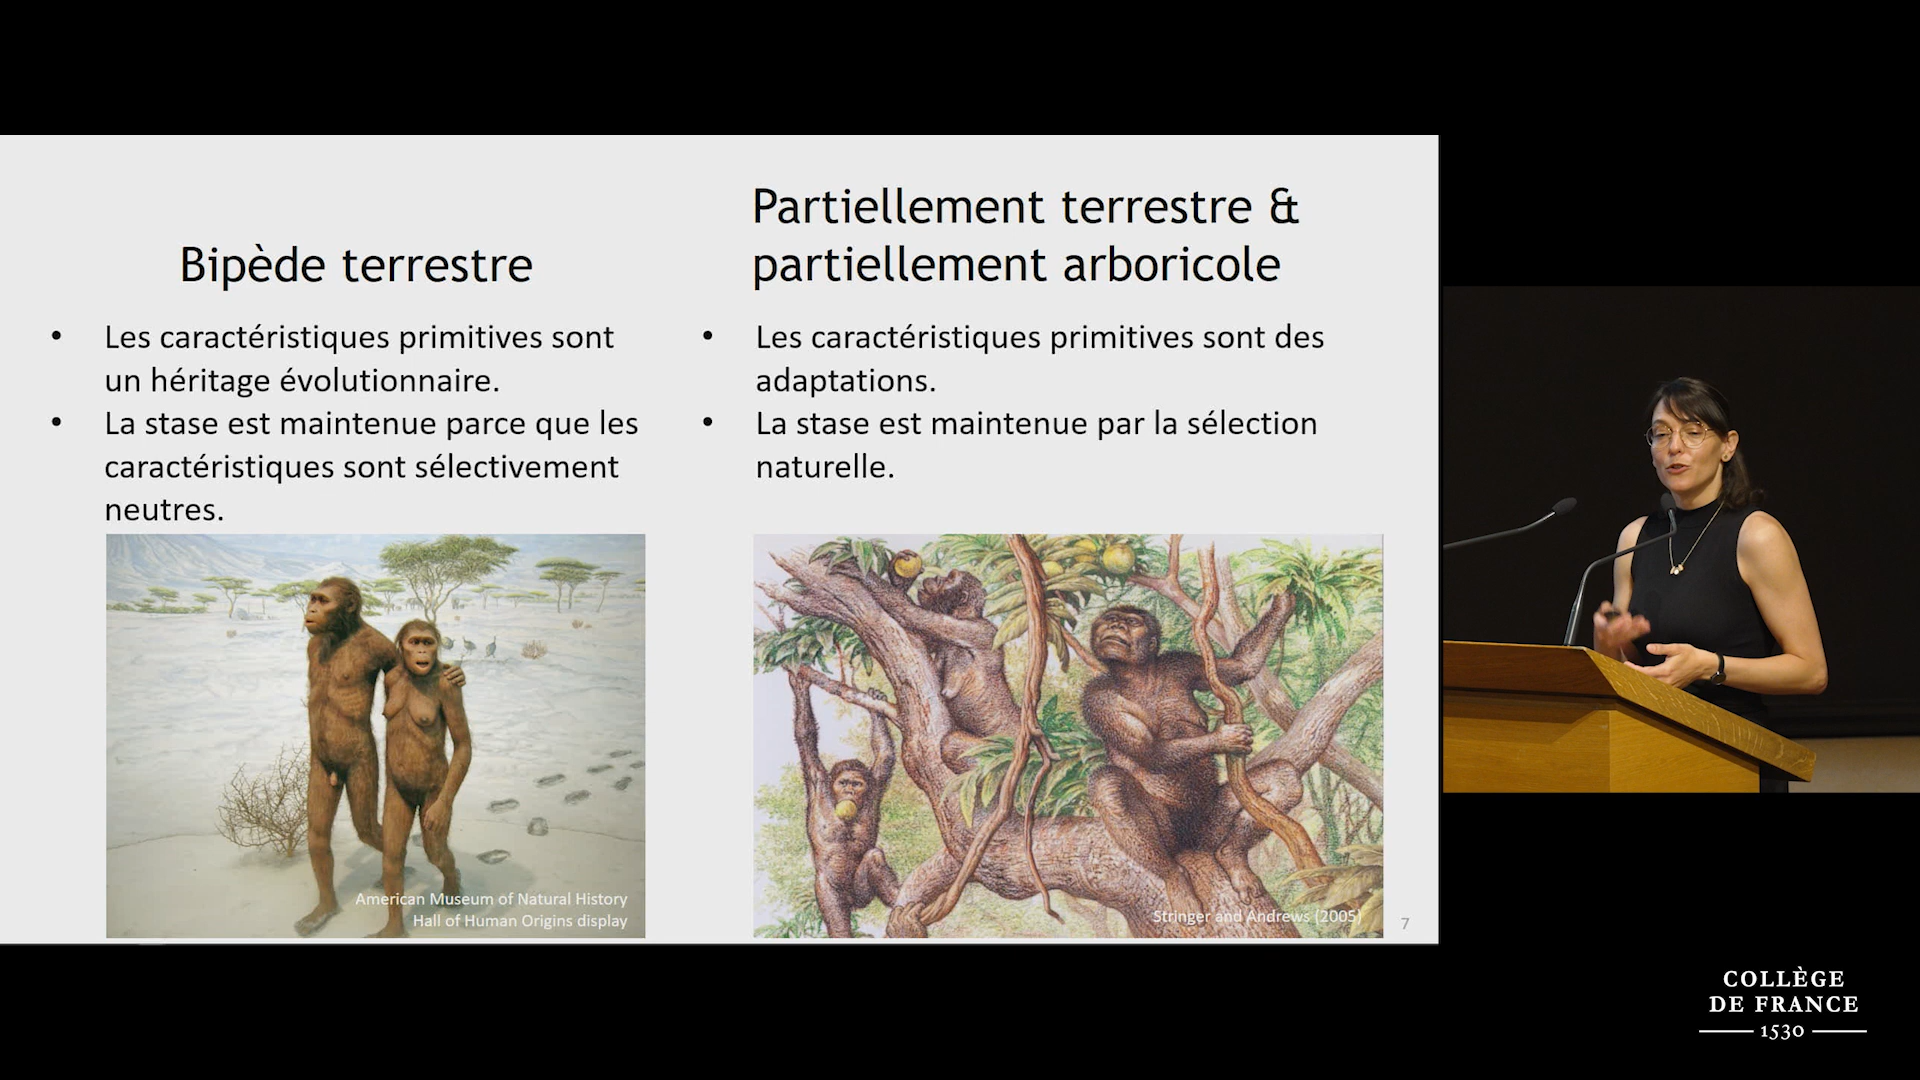 Bipède terrestre
• Les caractéristiques primitives sont
un héritage évolutionnaire.
• La stase est maintenue parce que les
caractéristiques sont sélectivement
neutres.
American Museum of Natural History
Hall of Human Origins display
Partiellement terrestre &
partiellement arboricole
• Les caractéristiques primitives sont des
adaptations.
• La stase est maintenue par la sélection
naturelle.
Stringer and Andrews (2005)
7
COLLÈGE
DE FRANCE
1530